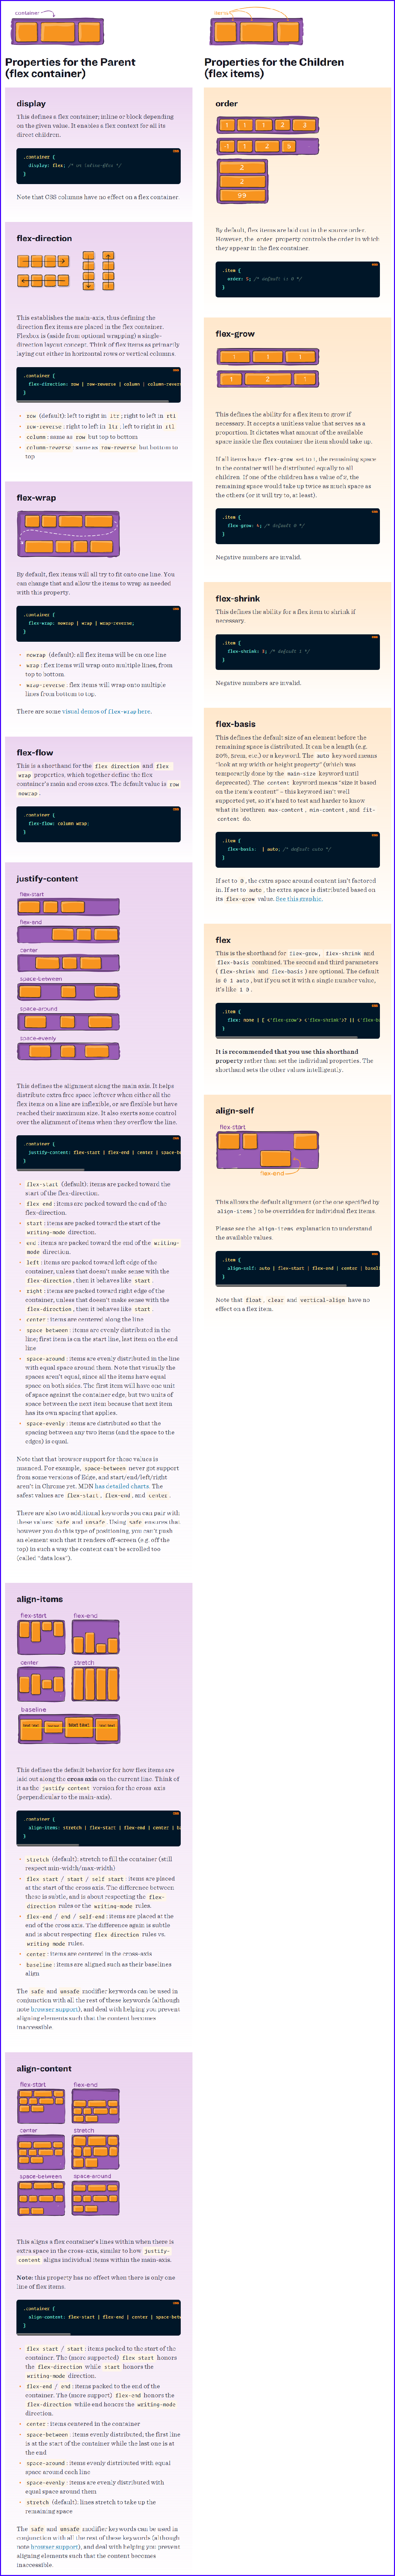 container
Properties for the Parent
(flex container)
display
This defines a flex container; inline or block depending
on the given value. It enables a flex context for all its
direct children.
CSS
.container {
display: flex; /* or inline-flex */
}
Note that CSS columns have no effect on a flex container.
flex-direction
This establishes the main-axis, thus defining the
direction flex items are placed in the flex container.
Flexbox is (aside from optional wrapping) a single-
direction layout concept. Think of flex items as primarily
laying out either in horizontal rows or vertical columns.
CSS
.container {
flex-direction: row | row-reverse | column | column-rever
}
row (default): left to right in ltr; right to left in rtl
row-reverse: right to left in ltr; left to right in rtl
column: same as row but top to bottom
column-reverse: same as row-reverse but bottom to
top
flex-wrap
By default, flex items will all try to fit onto one line. You
can change that and allow the items to wrap as needed
with this property.
CSS
.container {
flex-wrap: nowrap | wrap | wrap-reverse;
}
nowrap (default): all flex items will be on one line
wrap: flex items will wrap onto multiple lines, from
top to bottom.
wrap-reverse: flex items will wrap onto multiple
lines from bottom to top.
There are some visual demos of flex-wrap here.
flex-flow
This is a shorthand for the flex-direction and flex-
wrap properties, which together define the flex
container's main and cross axes. The default value is row
nowrap.
CSS
.container {
flex-flow: column wrap;
}
justify-content
flex-start
flex-end
center
space-between
space-around
space-evenly
This defines the alignment along the main axis. It helps
distribute extra free space leftover when either all the
flex items on a line are inflexible, or are flexible but have
reached their maximum size. It also exerts some control
over the alignment of items when they overflow the line.
CSS
.container {
justify-content: flex-start | flex-end | center | space-b
}
flex-start (default): items are packed toward the
start of the flex-direction.
flex-end: items are packed toward the end of the
flex-direction.
start: items are packed toward the start of the
writing-mode direction.
end: items are packed toward the end of the writing-
mode direction.
left: items are packed toward left edge of the
container, unless that doesn't make sense with the
flex-direction, then it behaves like start.
right: items are packed toward right edge of the
container, unless that doesn't make sense with the
flex-direction, then it behaves like start.
center: items are centered along the line
space-between: items are evenly distributed in the
line; first item is on the start line, last item on the end
line
space-around: items are evenly distributed in the line
with equal space around them. Note that visually the
spaces aren't equal, since all the items have equal
space on both sides. The first item will have one unit
of space against the container edge, but two units of
space between the next item because that next item
has its own spacing that applies.
space-evenly: items are distributed so that the
spacing between any two items (and the space to the
edges) is equal.
Note that browser support for these values is
nuanced. For example, space-between never got support
from some versions of Edge, and start/end/left/right
aren't in Chrome yet. MDN has detailed charts. The
safest values are flex-start, flex-end, and center.
There are also two additional keywords you can pair with
these values: safe and unsafe. Using safe ensures that
however you do this type of positioning, you can't push
an element such that it renders off-screen (e.g. off the
top) in such a way the content can't be scrolled too
(called "data loss").
align-items
flex-start
flex-end
center
stretch
baseline
text text
This defines the default behavior for how flex items are
laid out along the cross axis on the current line. Think of
it as the justify-content version for the cross-axis
(perpendicular to the main-axis).
CSS
.container {
align-items: stretch | flex-start | flex-end | center | ba
}
stretch (default): stretch to fill the container (still
respect min-width/max-width)
flex-start / start / self-start: items are placed
at the start of the cross axis. The difference between
these is subtle, and is about respecting the flex-
direction rules or the writing-mode rules.
flex-end / end / self-end: items are placed at the
end of the cross axis. The difference again is subtle
and is about respecting flex-direction rules vs.
writing-mode rules.
center: items are centered in the cross-axis
baseline: items are aligned such as their baselines
align
The safe and unsafe modifier keywords can be used in
conjunction with all the rest of these keywords (although
note browser support), and deal with helping you prevent
aligning elements such that the content becomes
inaccessible.
align-content
flex-start
flex-end
center
stretch
space-between
space-around
This aligns a flex container's lines within when there is
extra space in the cross-axis, similar to how justify-
content aligns individual items within the main-axis.
Note: this property has no effect when there is only one
line of flex items.
CSS
.container {
align-content: flex-start | flex-end | center | space-bet
}
flex-start / start: items packed to the start of the
container. The (more supported) flex-start honors
the flex-direction while start honors the
writing-mode direction.
flex-end / end: items packed to the end of the
container. The (more support) flex-end honors the
flex-direction while end honors the writing-mode
direction.
center: items centered in the container
space-between: items evenly distributed; the first line
is at the start of the container while the last one is at
the end
space-around: items evenly distributed with equal
space around each line
space-evenly: items are evenly distributed with
equal space around them
stretch (default): lines stretch to take up the
remaining space
The safe and unsafe modifier keywords can be used in
conjunction with all the rest of these keywords (although
note browser support), and deal with helping you prevent
aligning elements such that the content becomes
inaccessible.
items
Properties for the Children
(flex items)
order
1 1 1 2 3
-1 1 2 5
2
2
99
By default, flex items are laid out in the source order.
However, the order property controls the order in which
they appear in the flex container.
CSS
.item {
order: 5; /* default is 0 */
}
flex-grow
1 1 1
1 2 1
This defines the ability for a flex item to grow if
necessary. It accepts a unitless value that serves as a
proportion. It dictates what amount of the available
space inside the flex container the item should take up.
If all items have flex-grow set to 1, the remaining space
in the container will be distributed equally to all
children. If one of the children has a value of 2, the
remaining space would take up twice as much space as
the others (or it will try to, at least).
CSS
.item {
flex-grow: 4; /* default 0 */
}
Negative numbers are invalid.
flex-shrink
This defines the ability for a flex item to shrink if
necessary.
CSS
.item {
flex-shrink: 3; /* default 1 */
}
Negative numbers are invalid.
flex-basis
This defines the default size of an element before the
remaining space is distributed. It can be a length (e.g.
20%, 5rem, etc.) or a keyword. The auto keyword means
"look at my width or height property" (which was
temporarily done by the main-size keyword until
deprecated). The content keyword means "size it based
on the item's content" – this keyword isn't well
supported yet, so it's hard to test and harder to know
what its brethren max-content, min-content, and fit-
content do.
CSS
.item {
flex-basis: | auto; /* default auto */
}
If set to 0, the extra space around content isn't factored
in. If set to auto, the extra space is distributed based on
its flex-grow value. See this graphic.
flex
This is the shorthand for flex-grow, flex-shrink and
flex-basis combined. The second and third parameters
(flex-shrink and flex-basis) are optional. The default
is 0 1 auto, but if you set it with a single number value,
it's like 1 0.
CSS
.item {
flex: none | [ <'flex-grow'> <'flex-shrink'>? || <'flex-ba
}
It is recommended that you use this shorthand
property rather than set the individual properties. The
shorthand sets the other values intelligently.
align-self
flex-start
flex-end
This allows the default alignment (or the one specified by
align-items) to be overridden for individual flex items.
Please see the align-items explanation to understand
the available values.
CSS
.item {
align-self: auto | flex-start | flex-end | center | basel
}
Note that float, clear and vertical-align have no
effect on a flex item.